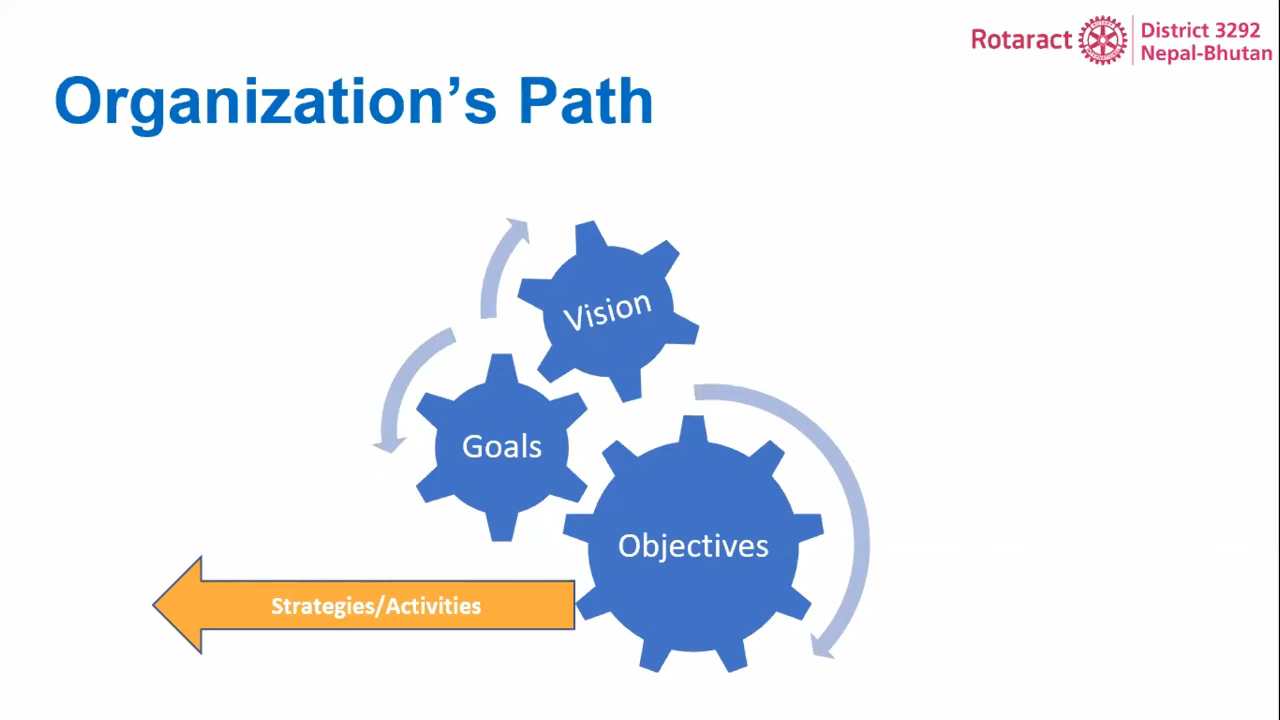 Rotaract
District 3292
Nepal-Bhutan
Organization's Path
Vision
Goals
Objectives
Strategies/Activities